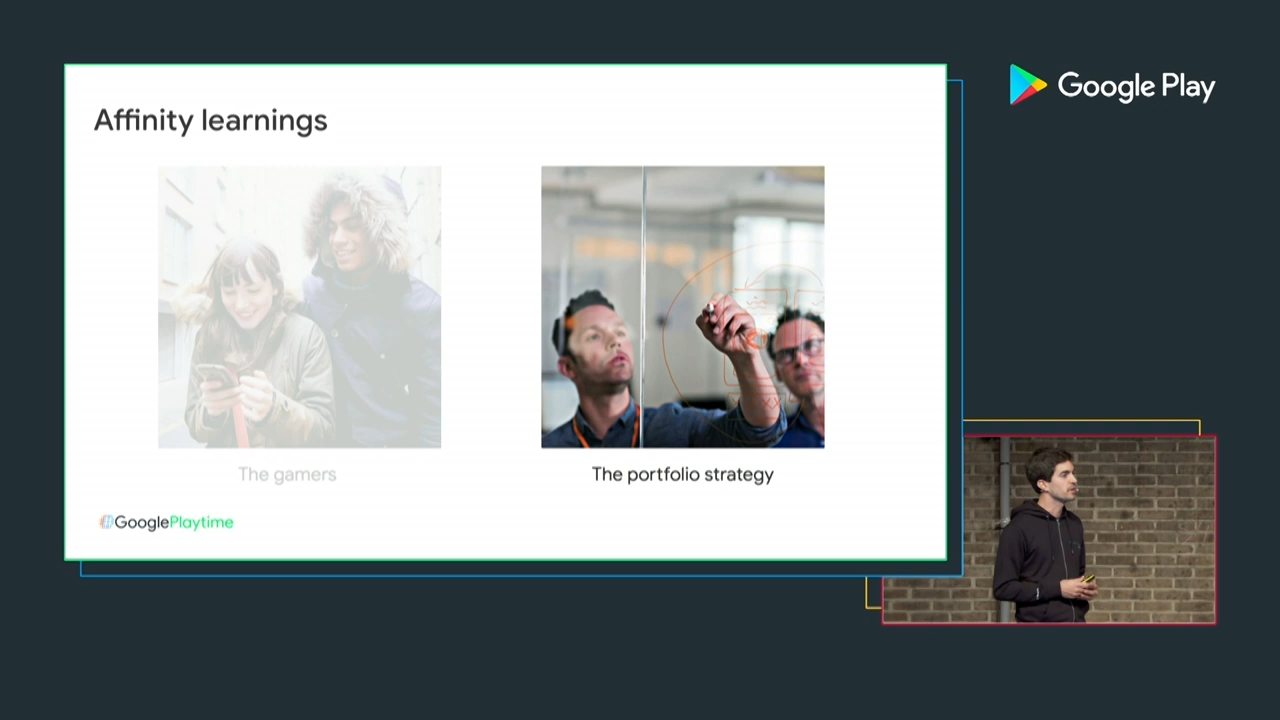 Affinity learnings
Google Play
The gamers
The portfolio strategy
#GooglePlaytime